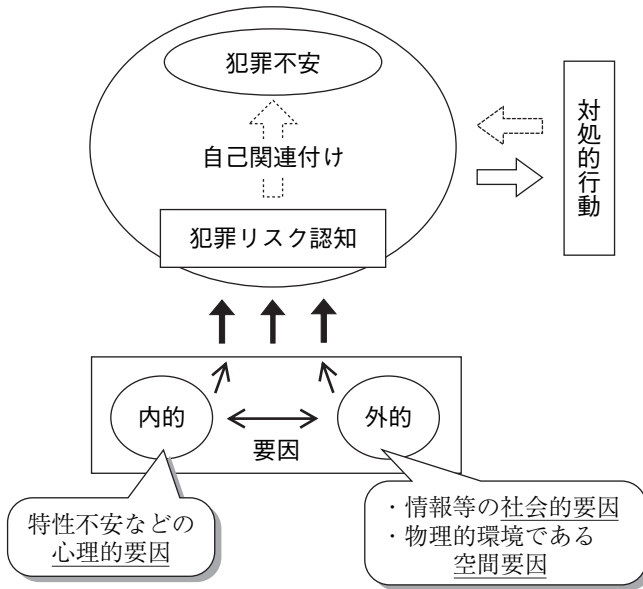 犯罪不安
自己関連付け
犯罪リスク認知
対処的行動
内的
外的
要因
特性不安などの
心理的要因
・情報等の社会的要因
・物理的環境である
空間要因